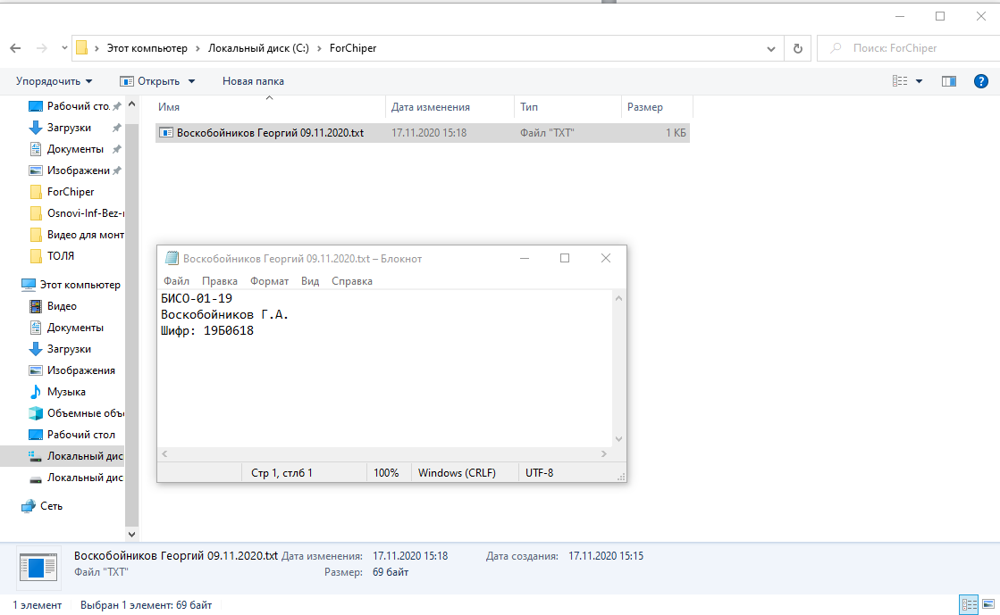 Этот компьютер
Локальный диск (C:)
ForChiper
Поиск: ForChiper
Упорядочить
Открыть
Новая папка
Имя
Дата изменения
Тип
Размер
Воскобойников Георгий 09.11.2020.txt
17.11.2020 15:18
Файл "TXT"
1 КБ
Рабочий сто.
Загрузки
Документы
Изображени
ForChiper
Osnovi-Inf-Bez-
Видео для монт
ТОЛЯ
Этот компьютер
Видео
Документы
Загрузки
Изображения
Музыка
Объемные объ
Рабочий стол
Локальный дис
Локальный дис
Сеть
Воскобойников Георгий 09.11.2020.txt – Блокнот
Файл Правка Формат Вид Справка
БИСО-01-19
Воскобойников Г.А.
Шифр: 19Б0618
Стр 1, стлб 1
100%
Windows (CRLF)
UTF-8
Воскобойников Георгий 09.11.2020.txt Дата изменения: 17.11.2020 15:18 Дата создания: 17.11.2020 15:15
Файл "TXT" Размер: 69 байт
1 элемент Выбран 1 элемент: 69 байт